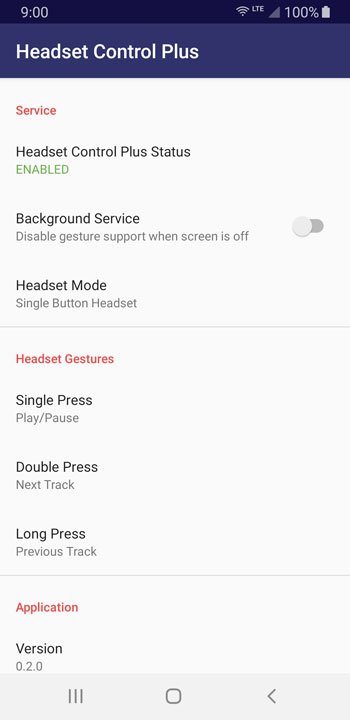 9:00 LTE 100%
Headset Control Plus
Service
Headset Control Plus Status
ENABLED
Background Service
Disable gesture support when screen is off
Headset Mode
Single Button Headset
Headset Gestures
Single Press
Play/Pause
Double Press
Next Track
Long Press
Previous Track
Application
Version
0.2.0